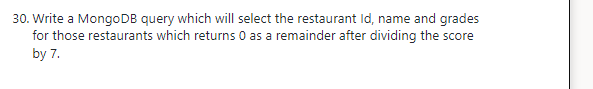 30. Write a MongoDB query which will select the restaurant Id, name and grades
for those restaurants which returns 0 as a remainder after dividing the score
by 7.